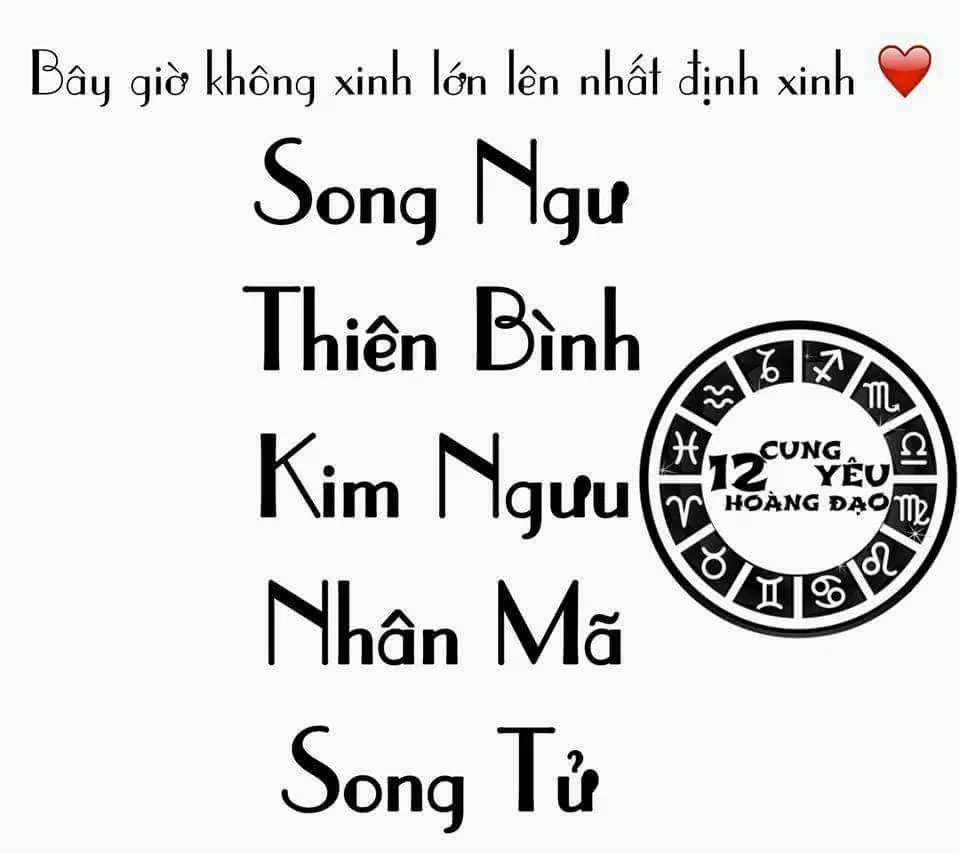 Bây giờ không xinh lớn lên nhất định xinh ❤️
Song Ngư
Thiên Bình
Kim Ngưu
Nhân Mã
Song Tử
12 CUNG
YÊU
HOÀNG ĐẠO